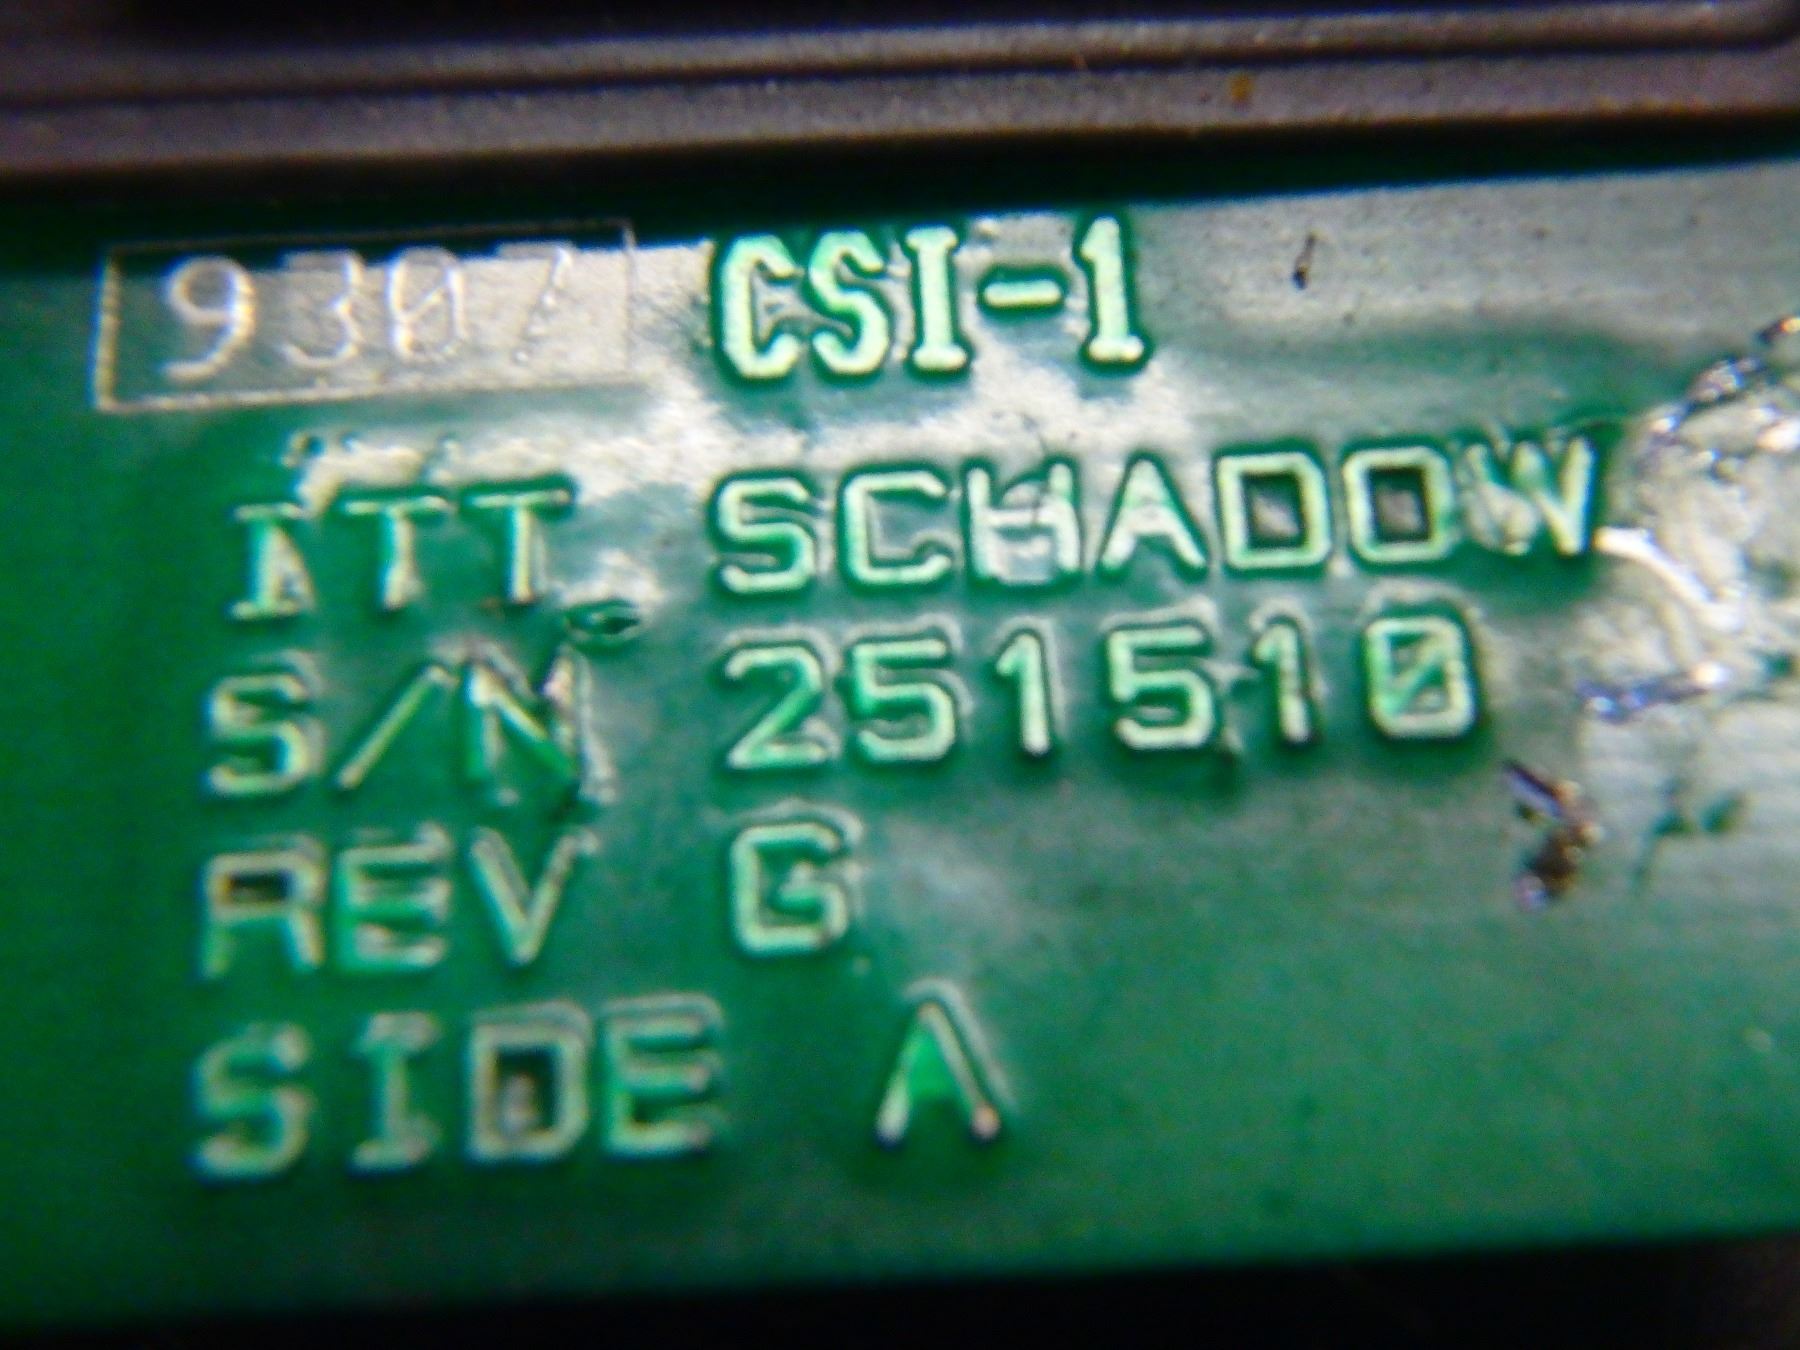 9307 CSI-1
ITT SCHADOW
S/N 251510
REV G
SIDE A